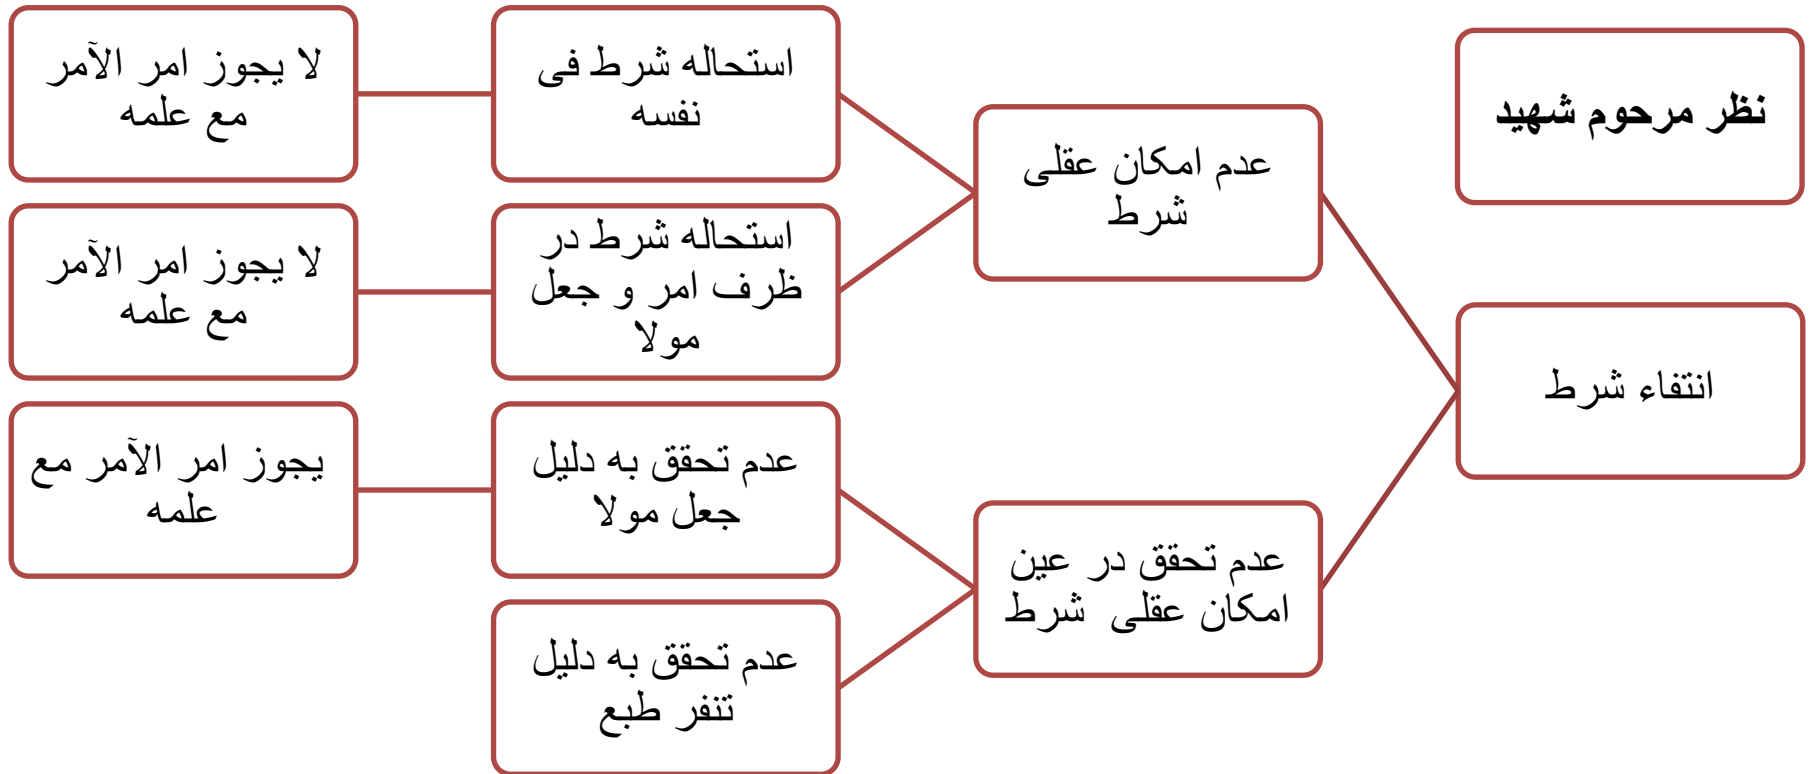 نظر مرحوم شهید
انتفاء شرط
عدم امکان عقلی
شرط
استحاله شرط فی
نفسه
لا یجوز امر الآمر
مع علمه
استحاله شرط در
ظرف امر و جعل
مولا
لا یجوز امر الآمر
مع علمه
عدم تحقق در عین
امکان عقلی شرط
عدم تحقق به دلیل
جعل مولا
یجوز امر الآمر مع
علمه
عدم تحقق به دلیل
تنفر طبع